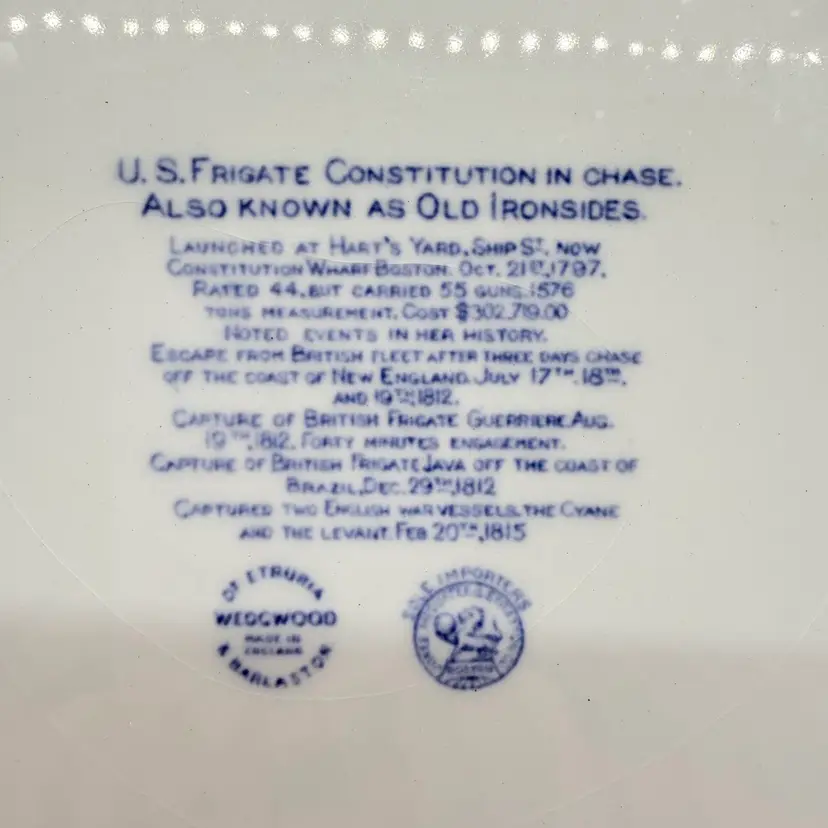 U. S. FRIGATE CONSTITUTION IN CHASE.
ALSO KNOWN AS OLD IRONSIDES.
LAUNCHED AT HART'S YARD, SHIP ST. NOW
CONSTITUTION WHARF BOSTON. OCT. 21ST, 1797.
RATED 44, BUT CARRIED 55 GUNS. 1576
TONS MEASUREMENT. COST $302,719.00
NOTED EVENTS IN HER HISTORY.
ESCAPE FROM BRITISH FLEET AFTER THREE DAYS CHASE
OFF THE COAST OF NEW ENGLAND. JULY 17TH, 18TH,
AND 19TH, 1812.
CAPTURE OF BRITISH FRIGATE GUERRIERE. AUG.
19TH, 1812. FORTY MINUTES ENGAGEMENT.
CAPTURE OF BRITISH FRIGATE JAVA OFF THE COAST OF
BRAZIL, DEC. 29TH, 1812
CAPTURED TWO ENGLISH WAR VESSELS, THE CYANE
AND THE LEVANT. FEB 20TH, 1815
OF ETRURIA
WEDGWOOD
MADE IN
ENGLAND
& BARLASTON
SOLE IMPORTERS
BOSTON